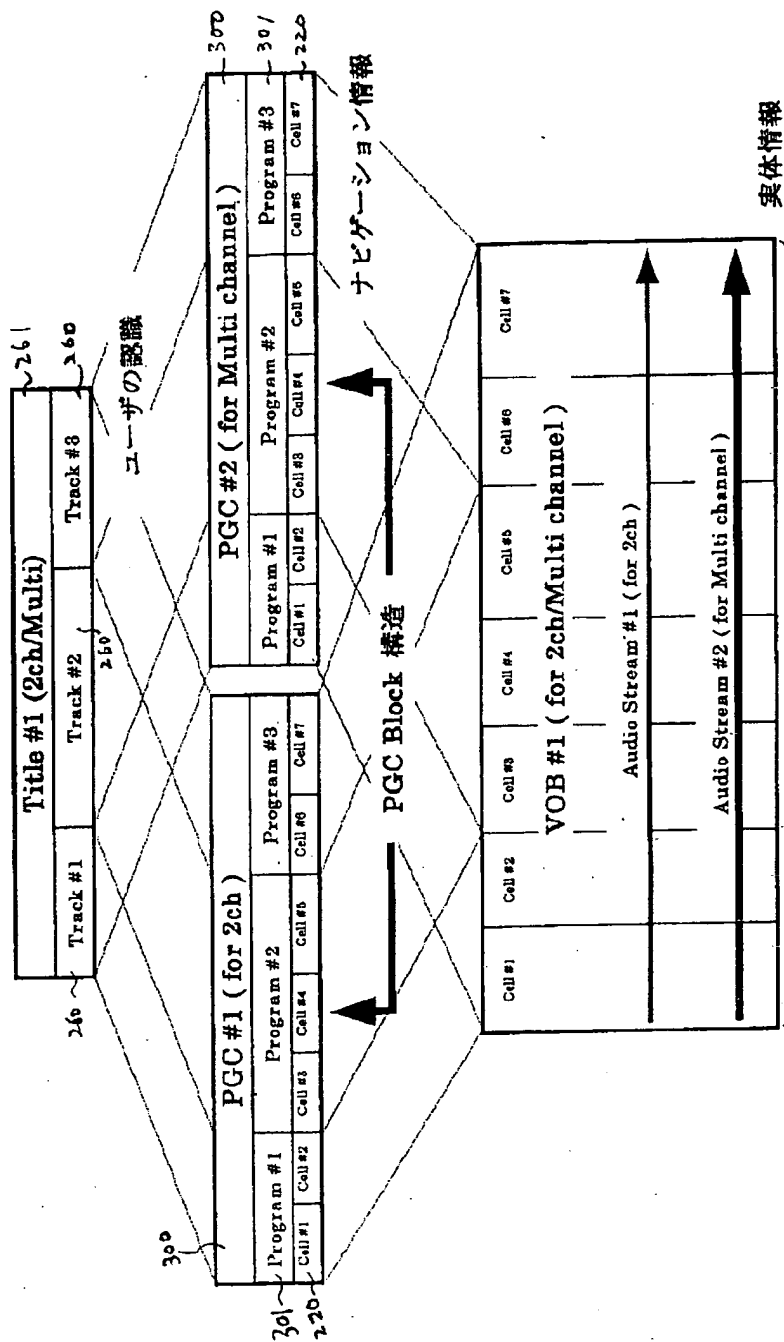 Title #1 (2ch/Multi)
261
260
Track #1
Track #2
Track #3
260
260
ユーザの認識
300
PGC #1 ( for 2ch )
PGC #2 ( for Multi channel )
300
301
Program #1
Program #2
Program #3
Program #1
Program #2
Program #3
301
220
Cell #1
Cell #2
Cell #3
Cell #4
Cell #5
Cell #6
Cell #7
Cell #1
Cell #2
Cell #3
Cell #4
Cell #5
Cell #6
Cell #7
220
ナビゲーション情報
PGC Block 構造
Cell #1
Cell #2
Cell #3
Cell #4
Cell #5
Cell #6
Cell #7
VOB #1 ( for 2ch/Multi channel )
Audio Stream #1 ( for 2ch )
Audio Stream #2 ( for Multi channel )
実体情報